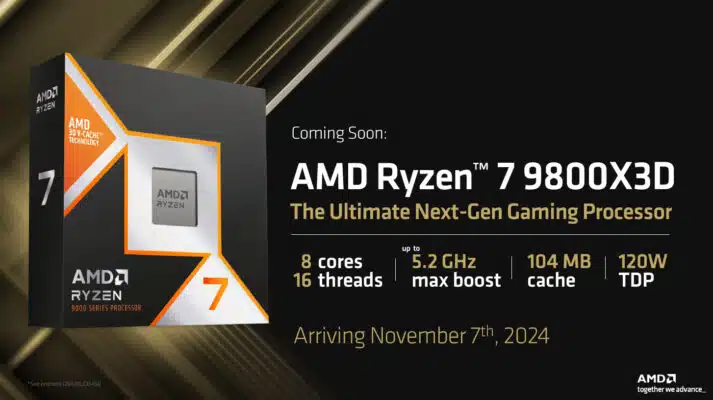 AMD
RYZEN
AMD
3D V-CACHE™
TECHNOLOGY
7
AMD
RYZEN
AMD
RYZEN
9000 SERIES PROCESSOR
7
Coming Soon:
AMD Ryzen™ 7 9800X3D
The Ultimate Next-Gen Gaming Processor
8 cores
16 threads
up to
5.2 GHz
max boost
104 MB
cache
120W
TDP
Arriving November 7th, 2024
AMD
together we advance_